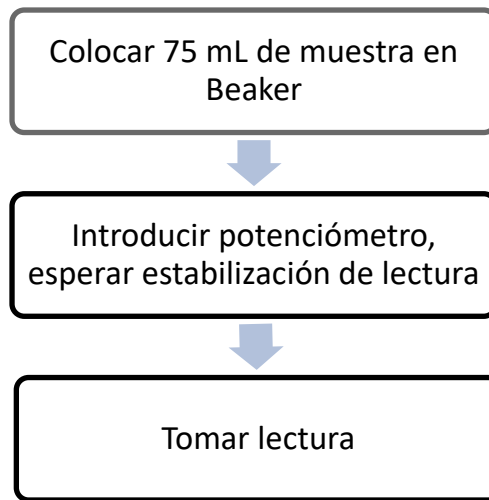 Colocar 75 mL de muestra en
Beaker
Introducir potenciómetro,
esperar estabilización de lectura
Tomar lectura